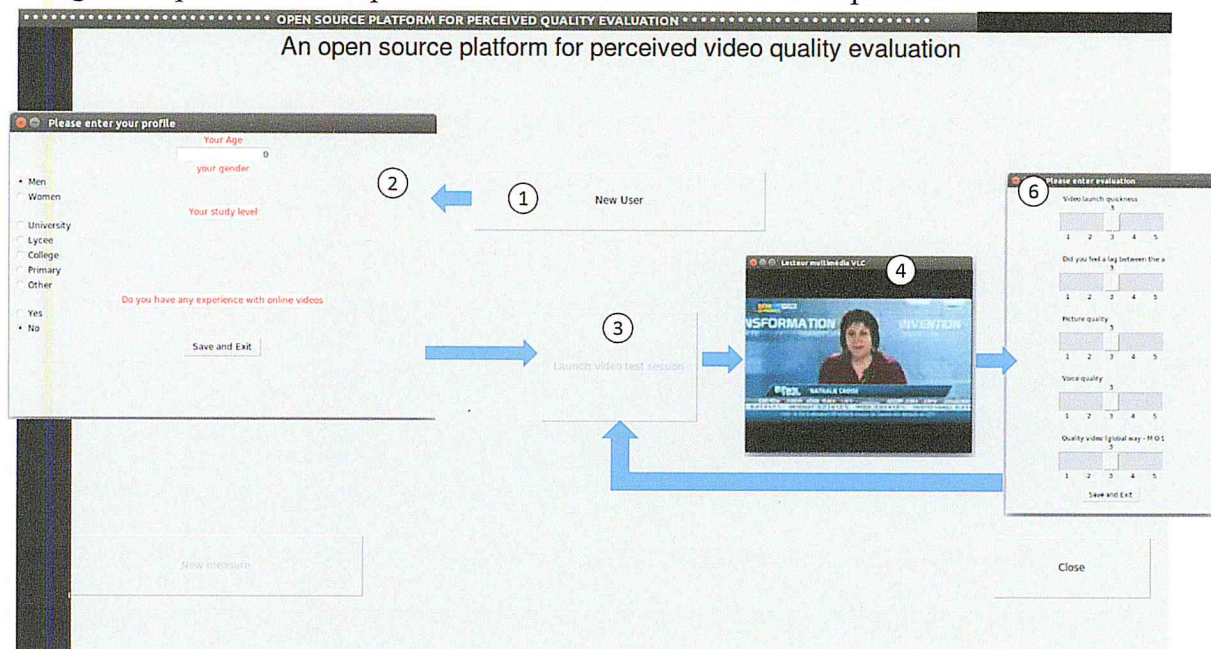 OPEN SOURCE PLATFORM FOR PERCEIVED QUALITY EVALUATION
An open source platform for perceived video quality evaluation
Please enter your profile
Your Age
0
your gender
Men
Women
Your study level
University
Lycee
College
Primary
Other
Do you have any experience with online videos
Yes
No
Save and Exit
2
1
New User
3
Launch video test session
Lecteur multimédia VLC
4
NSFORMATION
INVENTION
6
Please enter evaluation
Video launch quickness
3
1 2 3 4 5
Did you feel a lag between the a
3
1 2 3 4 5
Picture quality
3
1 2 3 4 5
Voice quality
3
1 2 3 4 5
Quality video (global way - M O
3
1 2 3 4 5
Save and Exit
New measure
Close